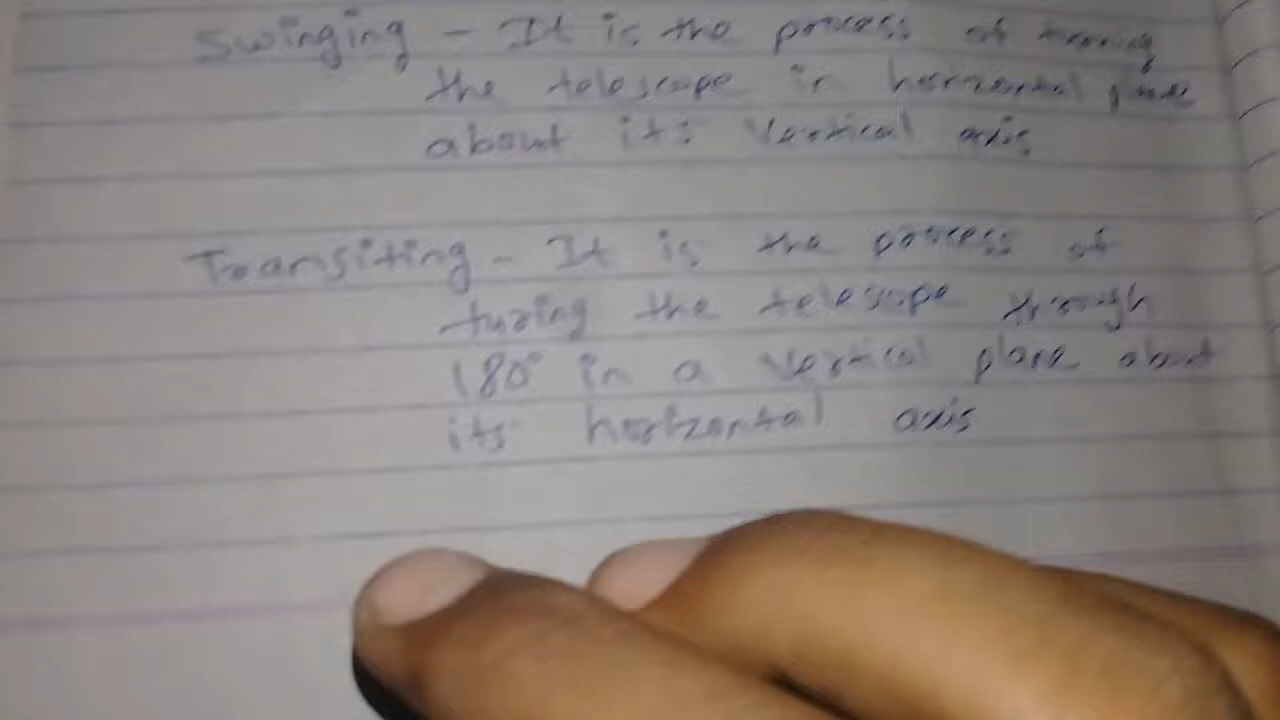 Swinging - It is the process of turning
the telescope in horizontal plane
about its vertical axis
Transiting - It is the process of
turing the telescope through
180° in a vertical plane about
its horizontal axis